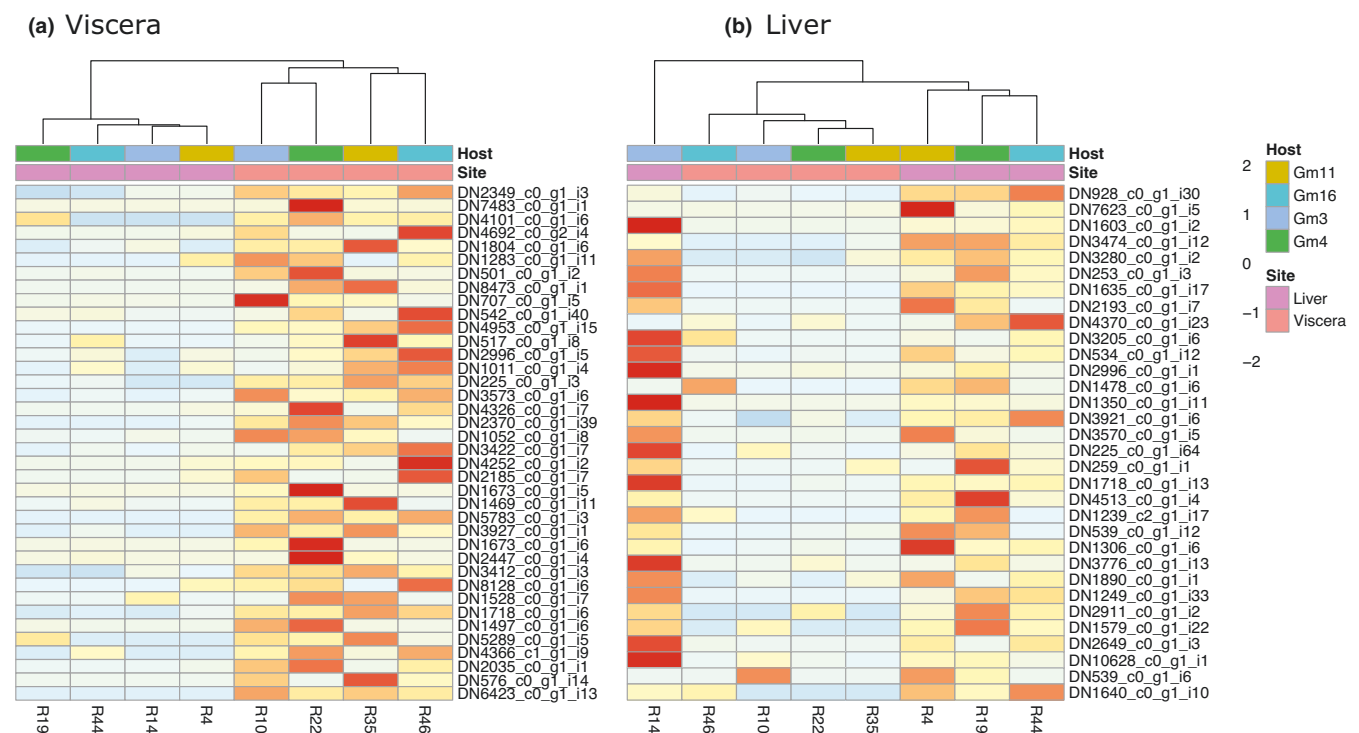 (a) Viscera
(b) Liver
Host
Site
DN2349_c0_g1_i3
DN7483_c0_g1_i1
DN4101_c0_g1_i6
DN4692_c0_g2_i4
DN1804_c0_g1_i6
DN1283_c0_g1_i11
DN501_c0_g1_i2
DN8473_c0_g1_i1
DN707_c0_g1_i5
DN542_c0_g1_i40
DN4953_c0_g1_i15
DN517_c0_g1_i8
DN2996_c0_g1_i5
DN1011_c0_g1_i4
DN225_c0_g1_i3
DN3573_c0_g1_i6
DN4326_c0_g1_i7
DN2370_c0_g1_i39
DN1052_c0_g1_i8
DN3422_c0_g1_i7
DN4252_c0_g1_i2
DN2185_c0_g1_i7
DN1673_c0_g1_i5
DN1469_c0_g1_i11
DN5783_c0_g1_i3
DN3927_c0_g1_i1
DN1673_c0_g1_i6
DN2447_c0_g1_i4
DN3412_c0_g1_i3
DN8128_c0_g1_i6
DN1528_c0_g1_i7
DN1718_c0_g1_i6
DN1497_c0_g1_i6
DN5289_c0_g1_i5
DN4366_c1_g1_i9
DN2035_c0_g1_i1
DN576_c0_g1_i14
DN6423_c0_g1_i13
R19 R44 R14 R4 R10 R22 R35 R46
Host
Site
DN928_c0_g1_i30
DN7623_c0_g1_i5
DN1603_c0_g1_i2
DN3474_c0_g1_i12
DN3280_c0_g1_i2
DN253_c0_g1_i3
DN1635_c0_g1_i17
DN2193_c0_g1_i7
DN4370_c0_g1_i23
DN3205_c0_g1_i6
DN534_c0_g1_i12
DN2996_c0_g1_i1
DN1478_c0_g1_i6
DN1350_c0_g1_i11
DN3921_c0_g1_i6
DN3570_c0_g1_i5
DN225_c0_g1_i64
DN259_c0_g1_i1
DN1718_c0_g1_i13
DN4513_c0_g1_i4
DN1239_c2_g1_i17
DN539_c0_g1_i12
DN1306_c0_g1_i6
DN3776_c0_g1_i13
DN1890_c0_g1_i1
DN1249_c0_g1_i33
DN2911_c0_g1_i2
DN1579_c0_g1_i22
DN2649_c0_g1_i3
DN10628_c0_g1_i1
DN539_c0_g1_i6
DN1640_c0_g1_i10
R14 R46 R10 R22 R35 R4 R19 R44
2
1
0
−1
−2
Host
Gm11
Gm16
Gm3
Gm4
Site
Liver
Viscera